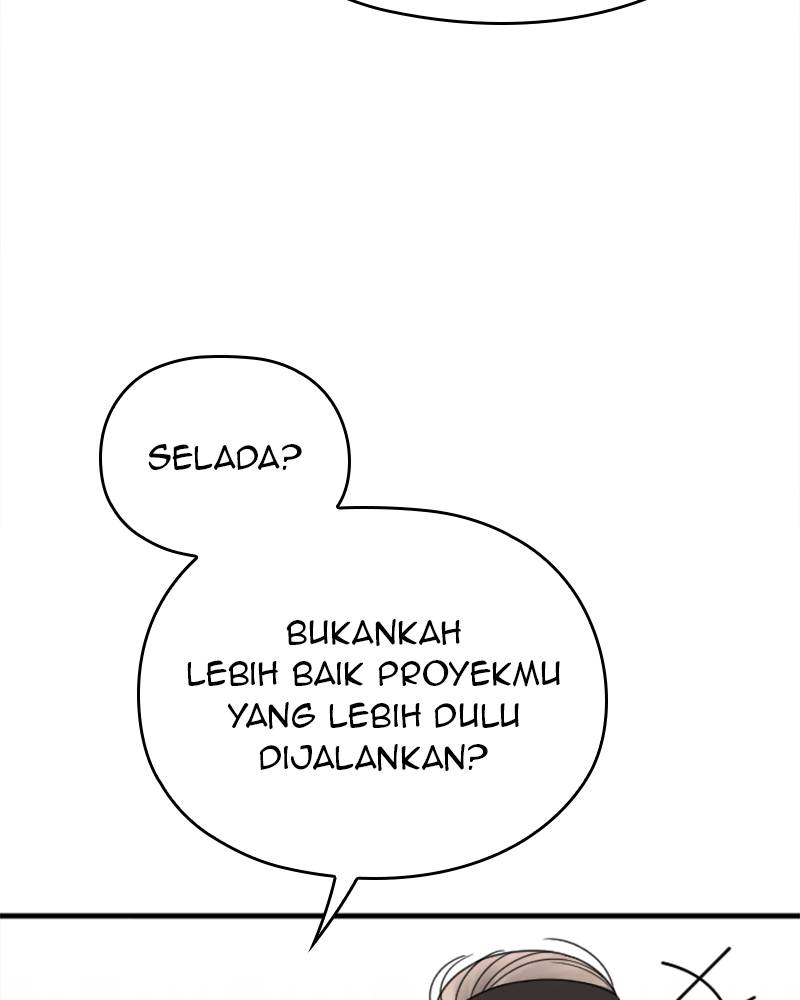 SELADA?
BUKANKAH
LEBIH BAIK PROYEKMU
YANG LEBIH DULU
DIJALANKAN?